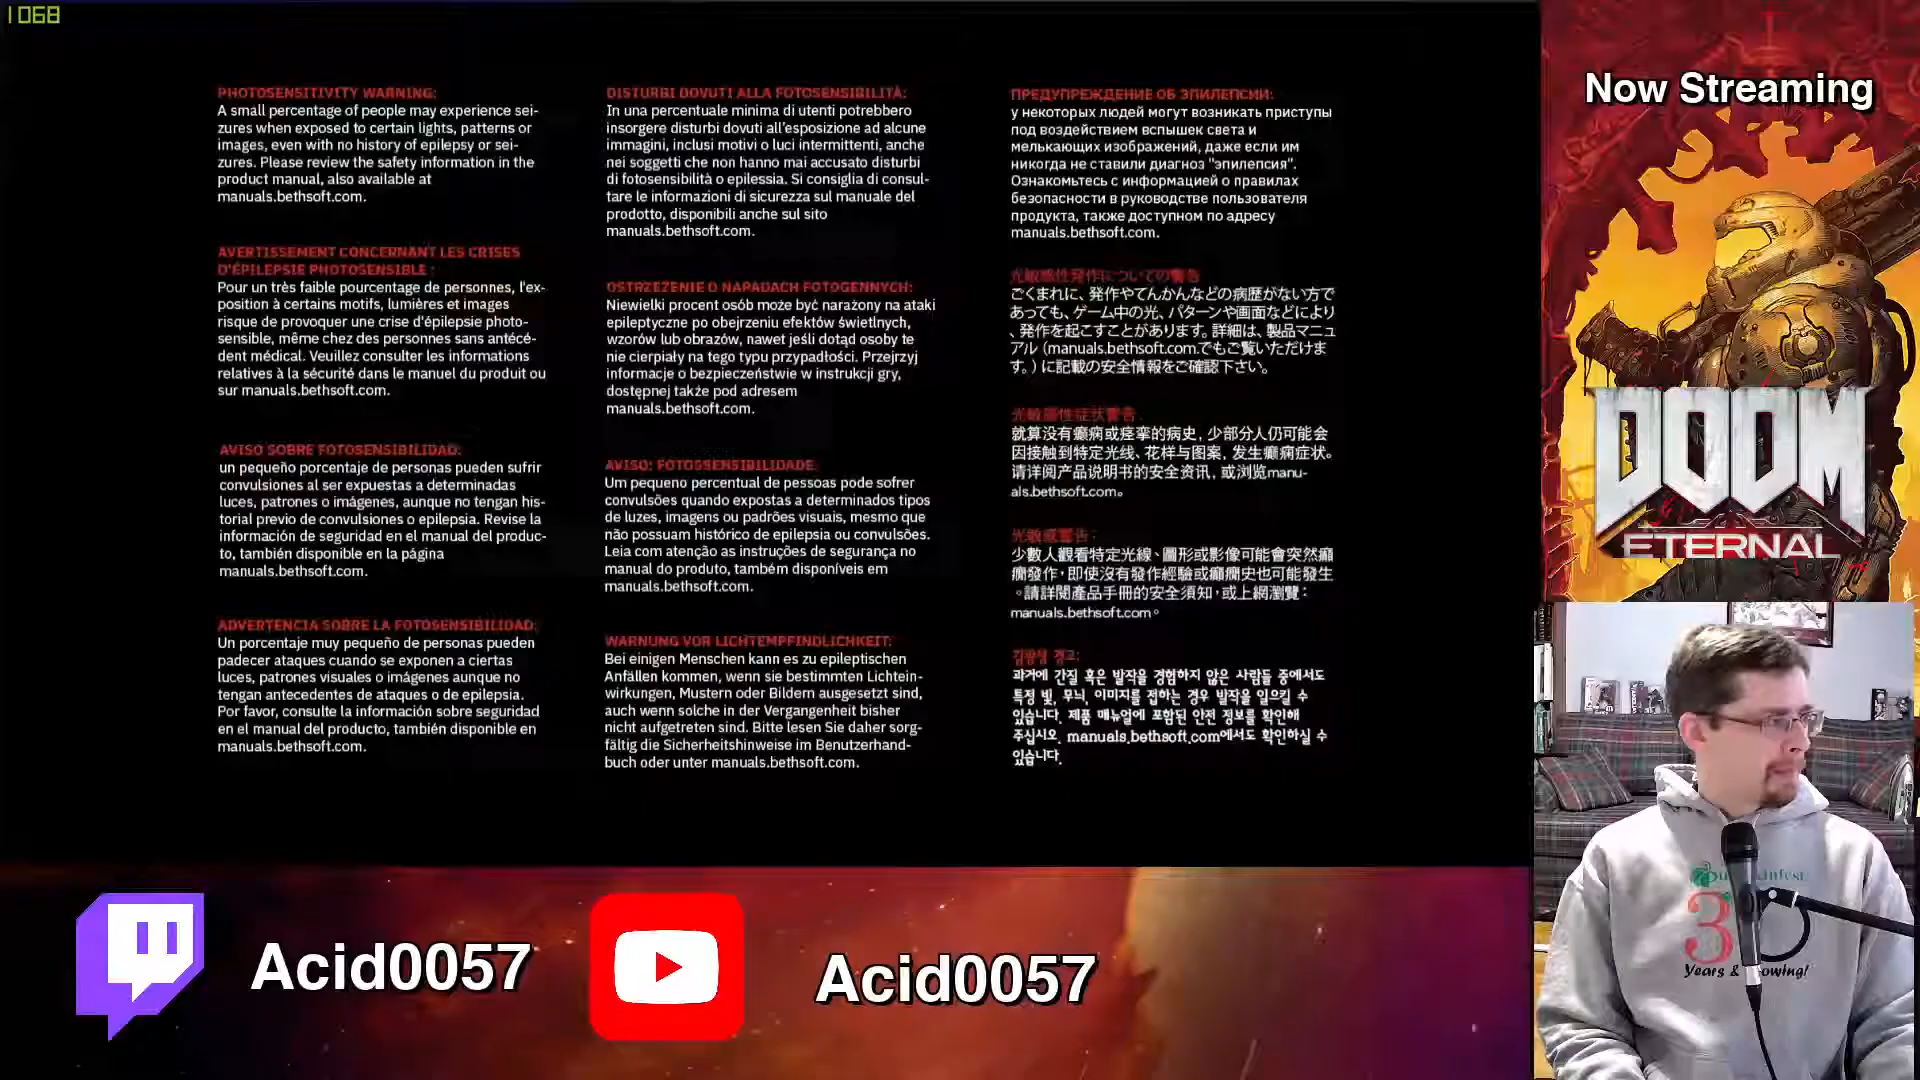 1068
PHOTOSENSITIVITY WARNING:
A small percentage of people may experience sei-
zures when exposed to certain lights, patterns or
images, even with no history of epilepsy or sei-
zures. Please review the safety information in the
product manual, also available at
manuals.bethsoft.com.
AVERTISSEMENT CONCERNANT LES CRISES
D'ÉPILEPSIE PHOTOSENSIBLE :
Pour un très faible pourcentage de personnes, l'ex-
position à certains motifs, lumières et images
risque de provoquer une crise d'épilepsie photo-
sensible, même chez des personnes sans antécé-
dent médical. Veuillez consulter les informations
relatives à la sécurité dans le manuel du produit ou
sur manuals.bethsoft.com.
AVISO SOBRE FOTOSENSIBILIDAD:
un pequeño porcentaje de personas pueden sufrir
convulsiones al ser expuestas a determinadas
luces, patrones o imágenes, aunque no tengan his-
torial previo de convulsiones o epilepsia. Revise la
información de seguridad en el manual del produc-
to, también disponible en la página
manuals.bethsoft.com.
ADVERTENCIA SOBRE LA FOTOSENSIBILIDAD:
Un porcentaje muy pequeño de personas pueden
padecer ataques cuando se exponen a ciertas
luces, patrones visuales o imágenes aunque no
tengan antecedentes de ataques o de epilepsia.
Por favor, consulte la información sobre seguridad
en el manual del producto, también disponible en
manuals.bethsoft.com.
DISTURBI DOVUTI ALLA FOTOSENSIBILITÀ:
In una percentuale minima di utenti potrebbero
insorgere disturbi dovuti all'esposizione ad alcune
immagini, inclusi motivi o luci intermittenti, anche
nei soggetti che non hanno mai accusato disturbi
di fotosensibilità o epilessia. Si consiglia di consul-
tare le informazioni di sicurezza sul manuale del
prodotto, disponibili anche sul sito
manuals.bethsoft.com.
OSTRZEŻENIE O NAPADACH FOTOGENNYCH:
Niewielki procent osób może być narażony na ataki
epileptyczne po obejrzeniu efektów świetlnych,
wzorów lub obrazów, nawet jeśli dotąd osoby te
nie cierpiały na tego typu przypadłości. Przejrzyj
informacje o bezpieczeństwie w instrukcji gry,
dostępnej także pod adresem
manuals.bethsoft.com.
AVISO: FOTOSSENSIBILIDADE.
Um pequeno percentual de pessoas pode sofrer
convulsões quando expostas a determinados tipos
de luzes, imagens ou padrões visuais, mesmo que
não possuam histórico de epilepsia ou convulsões.
Leia com atenção as instruções de segurança no
manual do produto, também disponíveis em
manuals.bethsoft.com.
WARNUNG VOR LICHTEMPFINDLICHKEIT:
Bei einigen Menschen kann es zu epileptischen
Anfällen kommen, wenn sie bestimmten Lichtein-
wirkungen, Mustern oder Bildern ausgesetzt sind,
auch wenn solche in der Vergangenheit bisher
nicht aufgetreten sind. Bitte lesen Sie daher sorg-
fältig die Sicherheitshinweise im Benutzerhand-
buch oder unter manuals.bethsoft.com.
ПРЕДУПРЕЖДЕНИЕ ОБ ЭПИЛЕПСИИ:
у некоторых людей могут возникать приступы
под воздействием вспышек света и
мелькающих изображений, даже если им
никогда не ставили диагноз "эпилепсия".
Ознакомьтесь с информацией о правилах
безопасности в руководстве пользователя
продукта, также доступном по адресу
manuals.bethsoft.com.
光敏感性発作についての警告
ごくまれに、発作やてんかんなどの病歴がない方で
あっても、ゲーム中の光、パターンや画面などにより
、発作を起こすことがあります。詳細は、製品マニュ
アル (manuals.bethsoft.com.でもご覧いただけま
す。) に記載の安全情報をご確認下さい。
光敏感性症状警告:
就算没有癫痫或痉挛的病史，少部分人仍可能会
因接触到特定光线、花样与图案，发生癫痫症状。
请详阅产品说明书的安全资讯，或浏览manu-
als.bethsoft.com。
光敏感警告：
少數人觀看特定光線、圖形或影像可能會突然癲
癇發作，即使沒有發作經驗或癲癇史也可能發生
。請詳閱產品手冊的安全須知，或上網瀏覽：
manuals.bethsoft.com。
김광성 경고:
과거에 간질 혹은 발작을 경험하지 않은 사람들 중에서도
특정 빛, 무늬, 이미지를 접하는 경우 발작을 일으킬 수
있습니다. 제품 매뉴얼에 포함된 안전 정보를 확인해
주십시오. manuals.bethsoft.com에서도 확인하실 수
있습니다.
Now Streaming
DOOM
ETERNAL
30
Years &
Acid0057
Acid0057